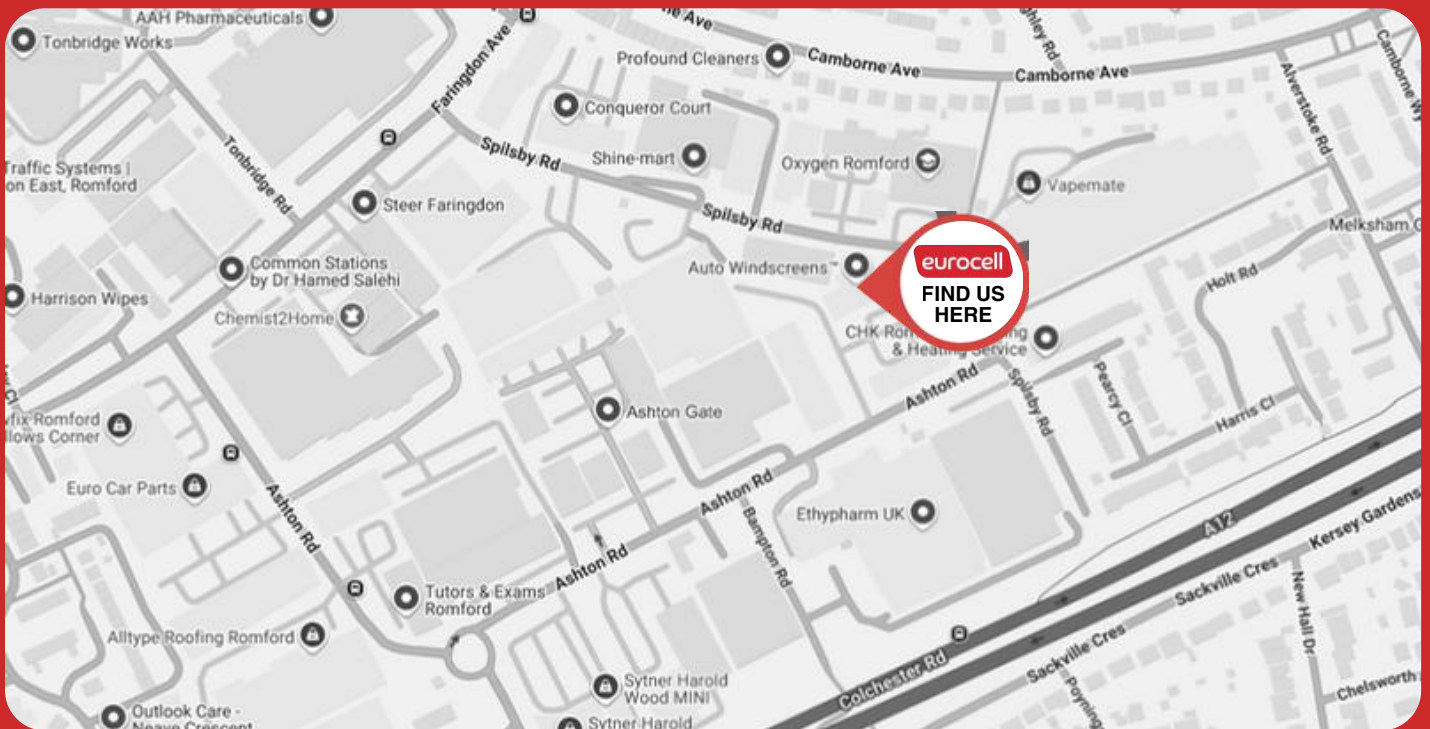 AAH Pharmaceuticals
Tonbridge Works
Faringdon Ave
Profound Cleaners
Camborne Ave
Camborne Ave
Alverstoke Rd
Conqueror Court
Spilsby Rd
Shine-mart
Oxygen Romford
Vapemate
Traffic Systems |
on East, Romford
Tonbridge Rd
Steer Faringdon
Spilsby Rd
Melksham
Auto Windscreens™
eurocell
FIND US
HERE
Holt Rd
Common Stations
by Dr Hamed Salehi
Harrison Wipes
Chemist2Home
CHK
& Heating Service
Ashton Rd
Spilsby Rd
Pearcy Cl
Harris Cl
Romford
llows Corner
Ashton Gate
Euro Car Parts
Ashton Rd
Ashton Rd
Bampton Rd
Ethypharm UK
A12
Kersey Gardens
Ashton Rd
Sackville Cres
New Hall Dr
Tutors & Exams
Romford
Alltype Roofing Romford
Sackville Cres
Colchester Rd
Sytner Harold
Wood MINI
Chelsworth
Poyning
Outlook Care -
Neave Crescent
Sytner Harold